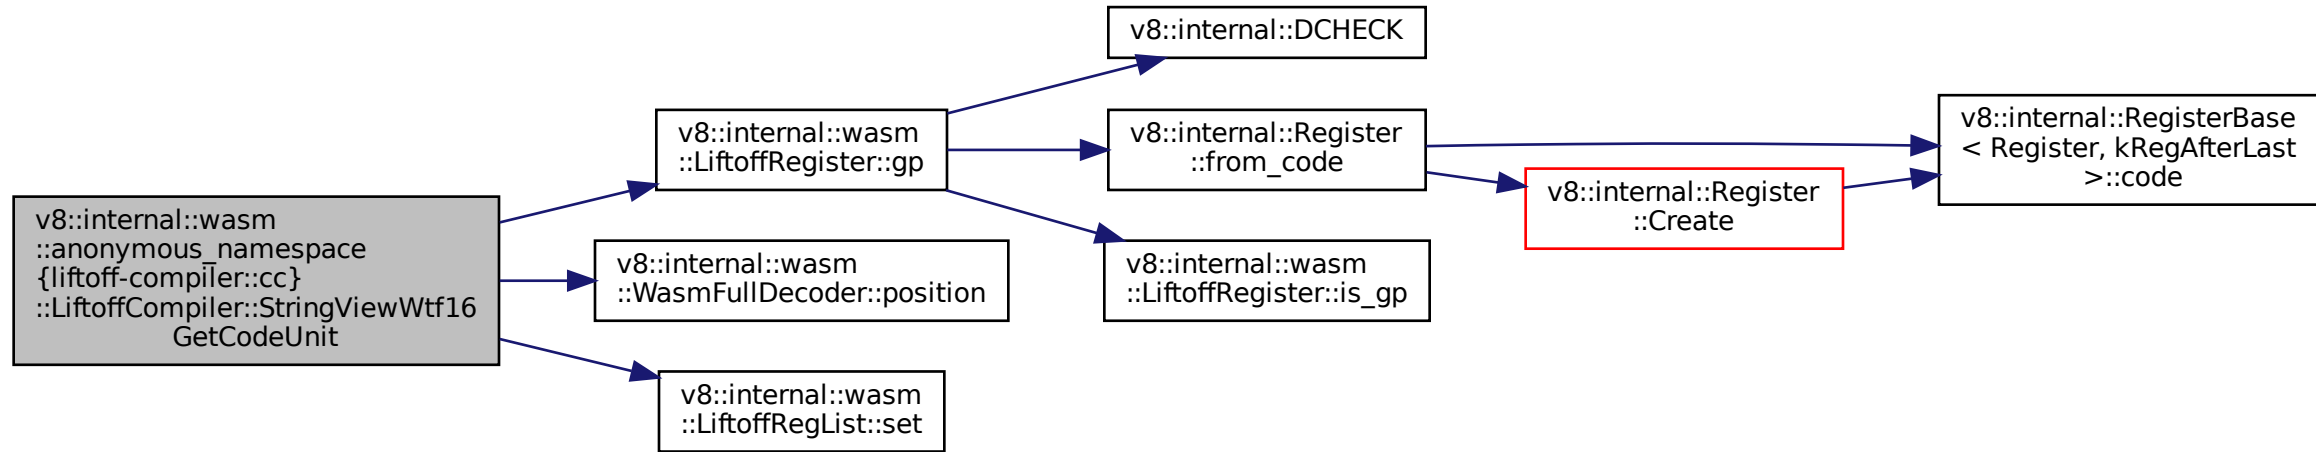 v8::internal::wasm
::anonymous_namespace
{liftoff-compiler::cc}
::LiftoffCompiler::StringViewWtf16
GetCodeUnit
v8::internal::wasm
::LiftoffRegister::gp
v8::internal::DCHECK
v8::internal::Register
::from_code
v8::internal::RegisterBase
< Register, kRegAfterLast
>::code
v8::internal::Register
::Create
v8::internal::wasm
::LiftoffRegister::is_gp
v8::internal::wasm
::WasmFullDecoder::position
v8::internal::wasm
::LiftoffRegList::set